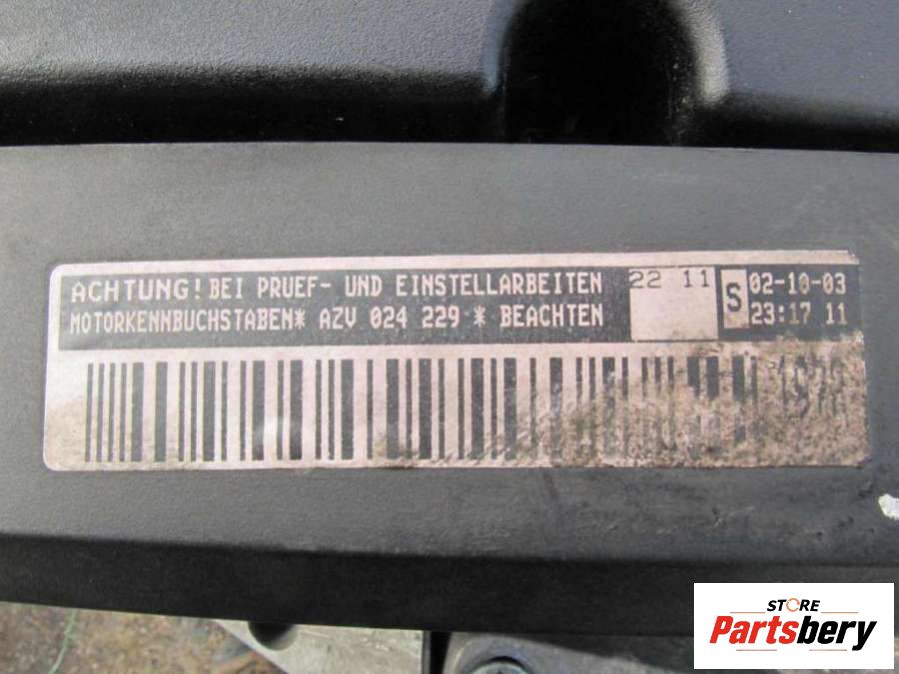 ACHTUNG! BEI PRUEF- UND EINSTELLARBEITEN
MOTORKENNBUCHSTABEN* AZV 024 229 * BEACHTEN
22 11
S
02-10-03
23:17 11
STORE
Partsbery